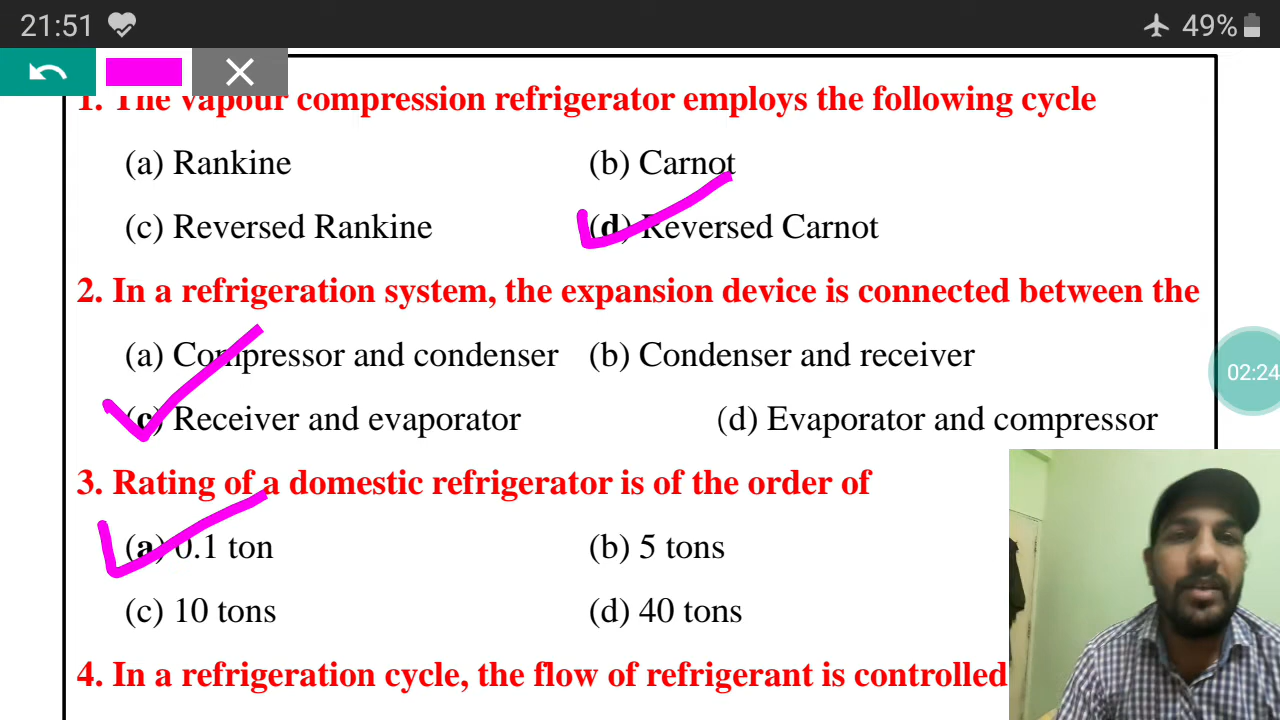 21:51 49%
1. The vapour compression refrigerator employs the following cycle
(a) Rankine (b) Carnot
(c) Reversed Rankine (d) Reversed Carnot
2. In a refrigeration system, the expansion device is connected between the
(a) Compressor and condenser (b) Condenser and receiver
02:24
(c) Receiver and evaporator (d) Evaporator and compressor
3. Rating of a domestic refrigerator is of the order of
(a) 0.1 ton (b) 5 tons
(c) 10 tons (d) 40 tons
4. In a refrigeration cycle, the flow of refrigerant is controlled